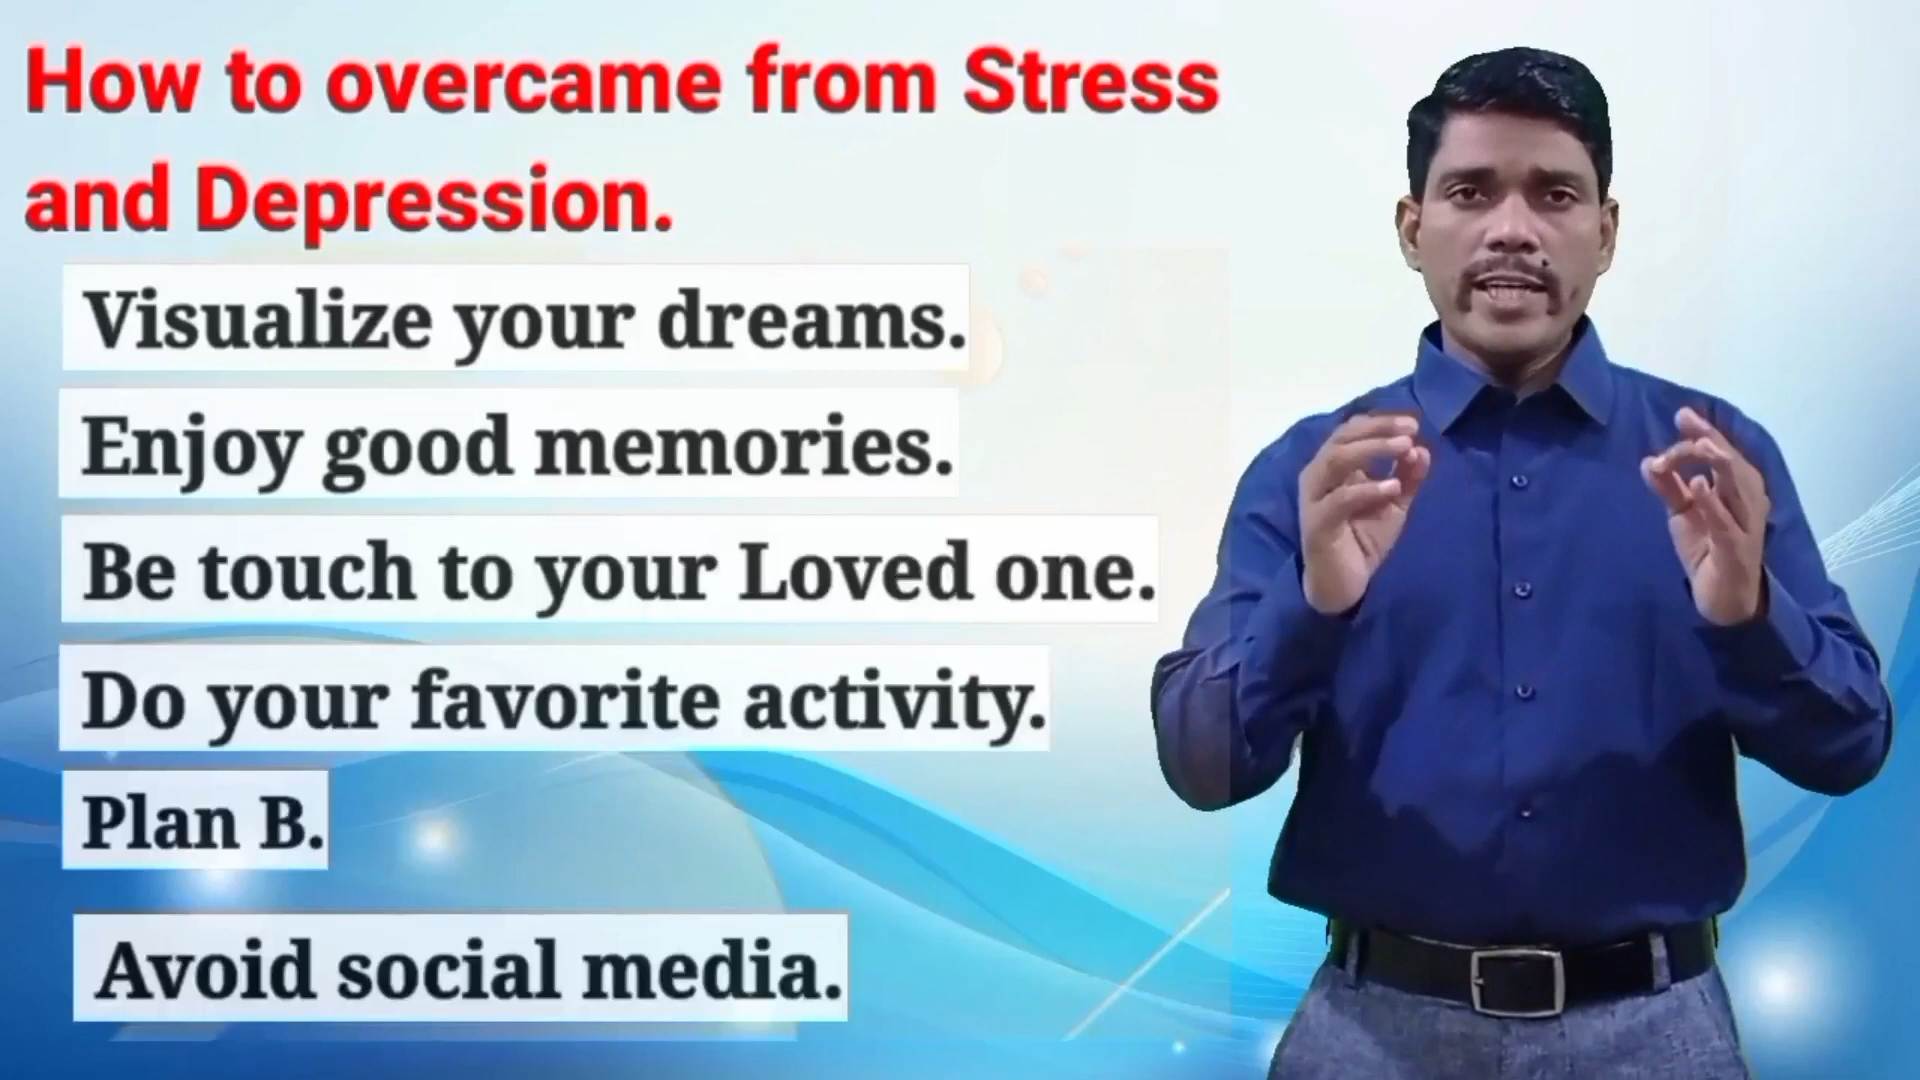 How to overcame from Stress
and Depression.
Visualize your dreams.
Enjoy good memories.
Be touch to your Loved one.
Do your favorite activity.
Plan B.
Avoid social media.